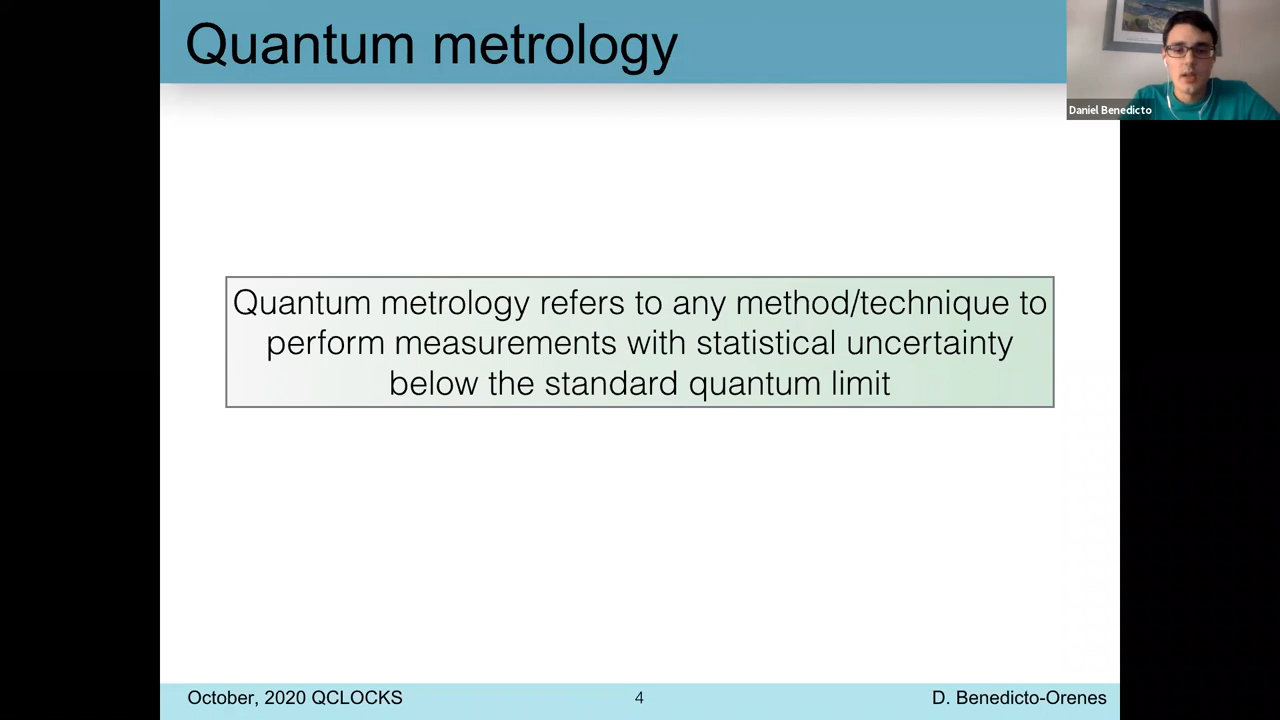 Quantum metrology
Daniel Benedicto
Quantum metrology refers to any method/technique to
perform measurements with statistical uncertainty
below the standard quantum limit
October, 2020 QCLOCKS
4
D. Benedicto-Orenes